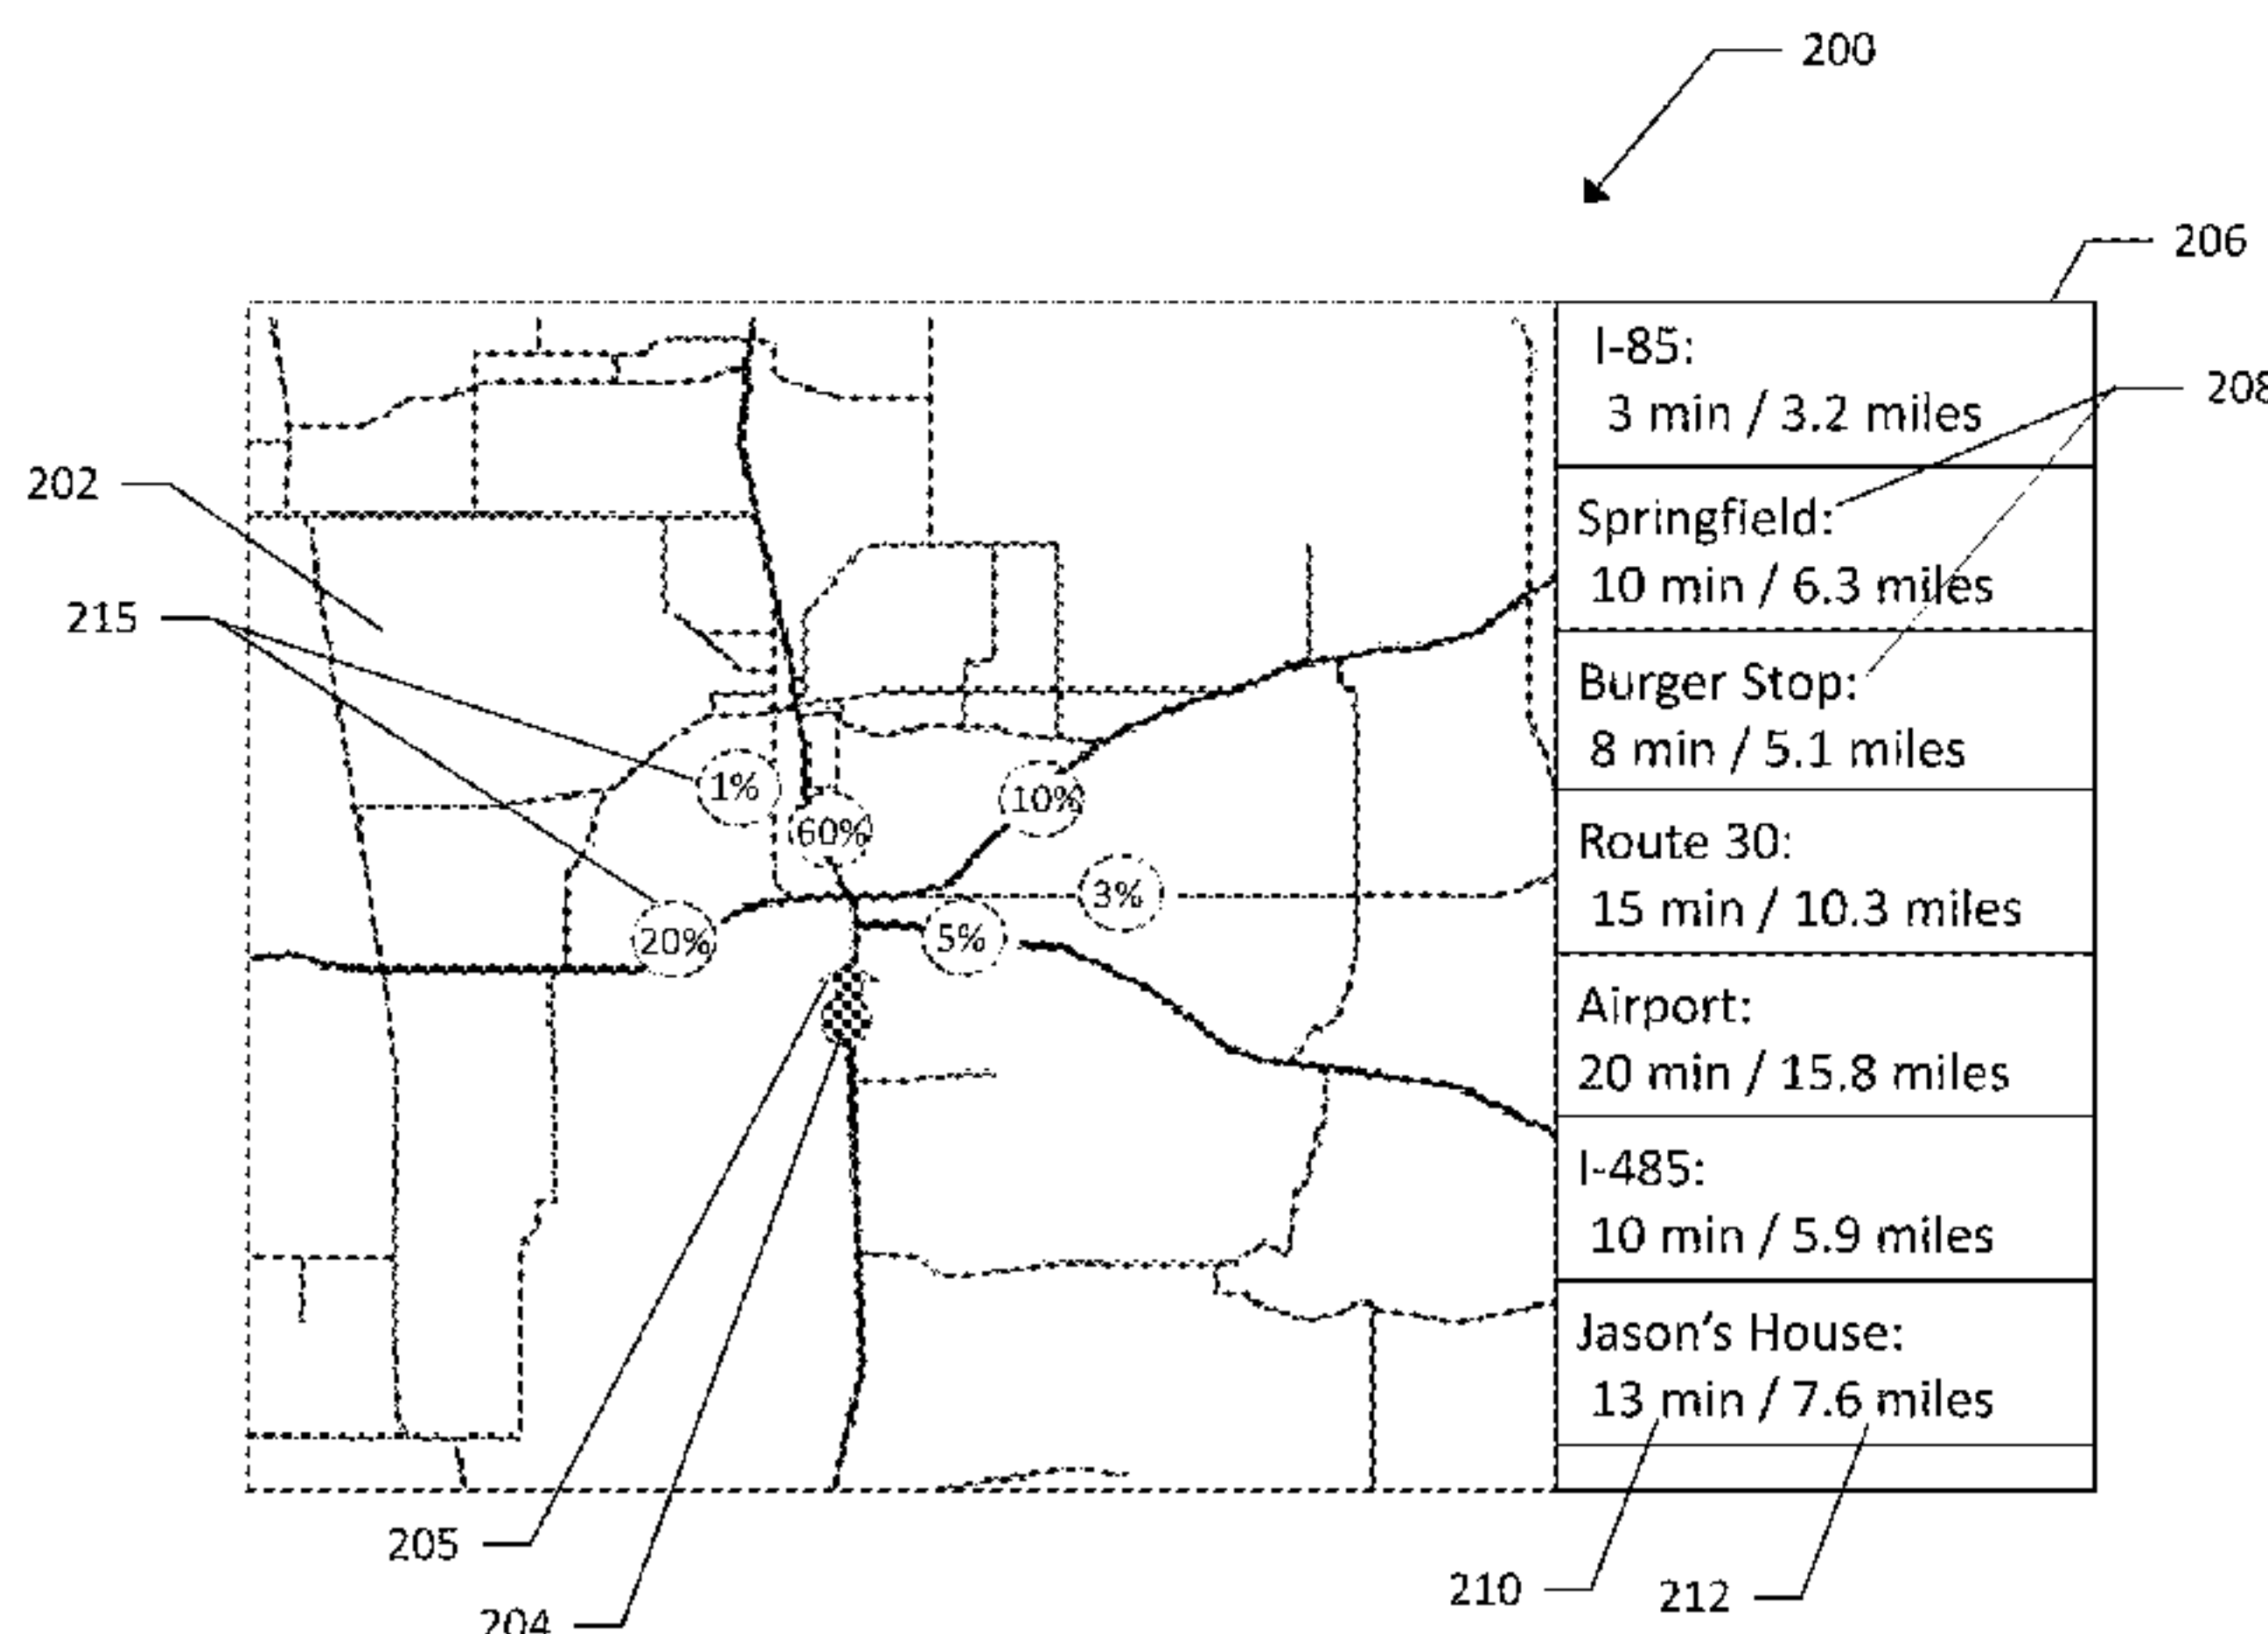 200
206
I-85:
3 min / 3.2 miles
208
202
Springfield:
10 min / 6.3 miles
215
Burger Stop:
8 min / 5.1 miles
1%
10%
60%
Route 30:
15 min / 10.3 miles
3%
20%
5%
Airport:
20 min / 15.8 miles
I-485:
10 min / 5.9 miles
Jason's House:
13 min / 7.6 miles
205
210
212
204